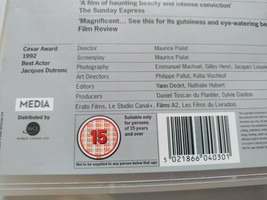 'A film of haunting beauty and intense conviction'
The Sunday Express
'Magnificent... See this for its gutsiness and eye-watering be
Film Review
César Award
1992
Best Actor
Jacques Dutronc
Director Maurice Pialat
Screenplay Maurice Pialat
Photography Emmanuel Machuel, Gilles Henri, Jacques Loisele
Art Directors Philippe Pallut, Katia Vischkof
Editors Yann Dedet, Nathalie Hubert
Producers Daniel Toscan du Plantier, Sylvie Danton
Erato Films, Le Studio Canal+, Films A2, Les Films du Livradois
MEDIA
Distributed by
15
Suitable only
for persons
of 15 years
and over
Not to be supplied to any person below that age
5 021866 040301